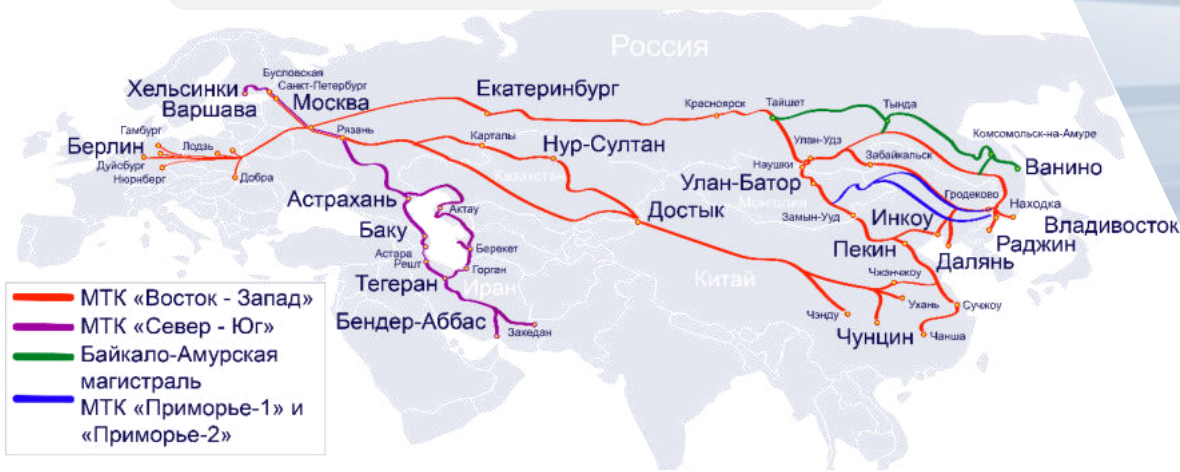 Россия
Хельсинки
Бусловская
Санкт-Петербург
Варшава
Москва
Екатеринбург
Красноярск
Тайшет
Тында
Комсомольск-на-Амуре
Гамбург
Берлин
Лодзь
Дуйсбург
Нюрнберг
Добра
Рязань
Карталы
Нур-Султан
Казахстан
Улан-Удэ
Забайкальск
Ванино
Наушки
Улан-Батор
Монголия
Гродеково
Находка
Владивосток
Астрахань
Актау
Достык
Замын-Ууд
Инкоу
Раджин
Баку
Астара
Решт
Берекет
Горган
Пекин
Далянь
Тегеран
Иран
Китай
Чжэнчжоу
Бендер-Аббас
Захедан
Ухань
Сучжоу
Чэнду
Чунцин
Чанша
МТК «Восток - Запад»
МТК «Север - Юг»
Байкало-Амурская
магистраль
МТК «Приморье-1» и
«Приморье-2»